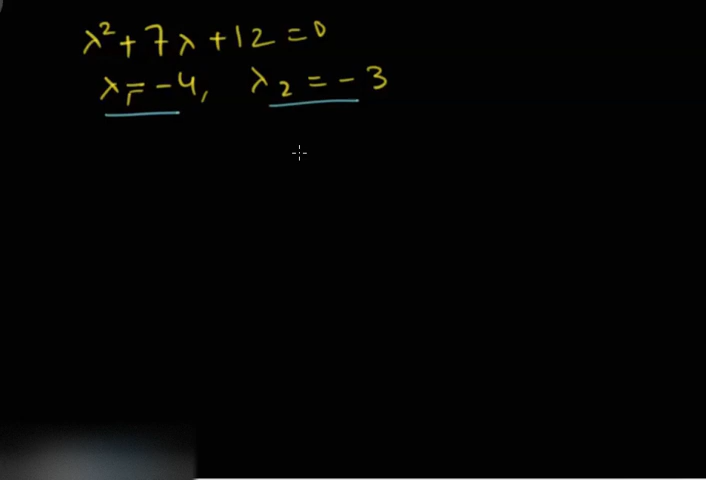 λ² + 7λ + 12 = 0
λ₁ = -4, λ₂ = -3